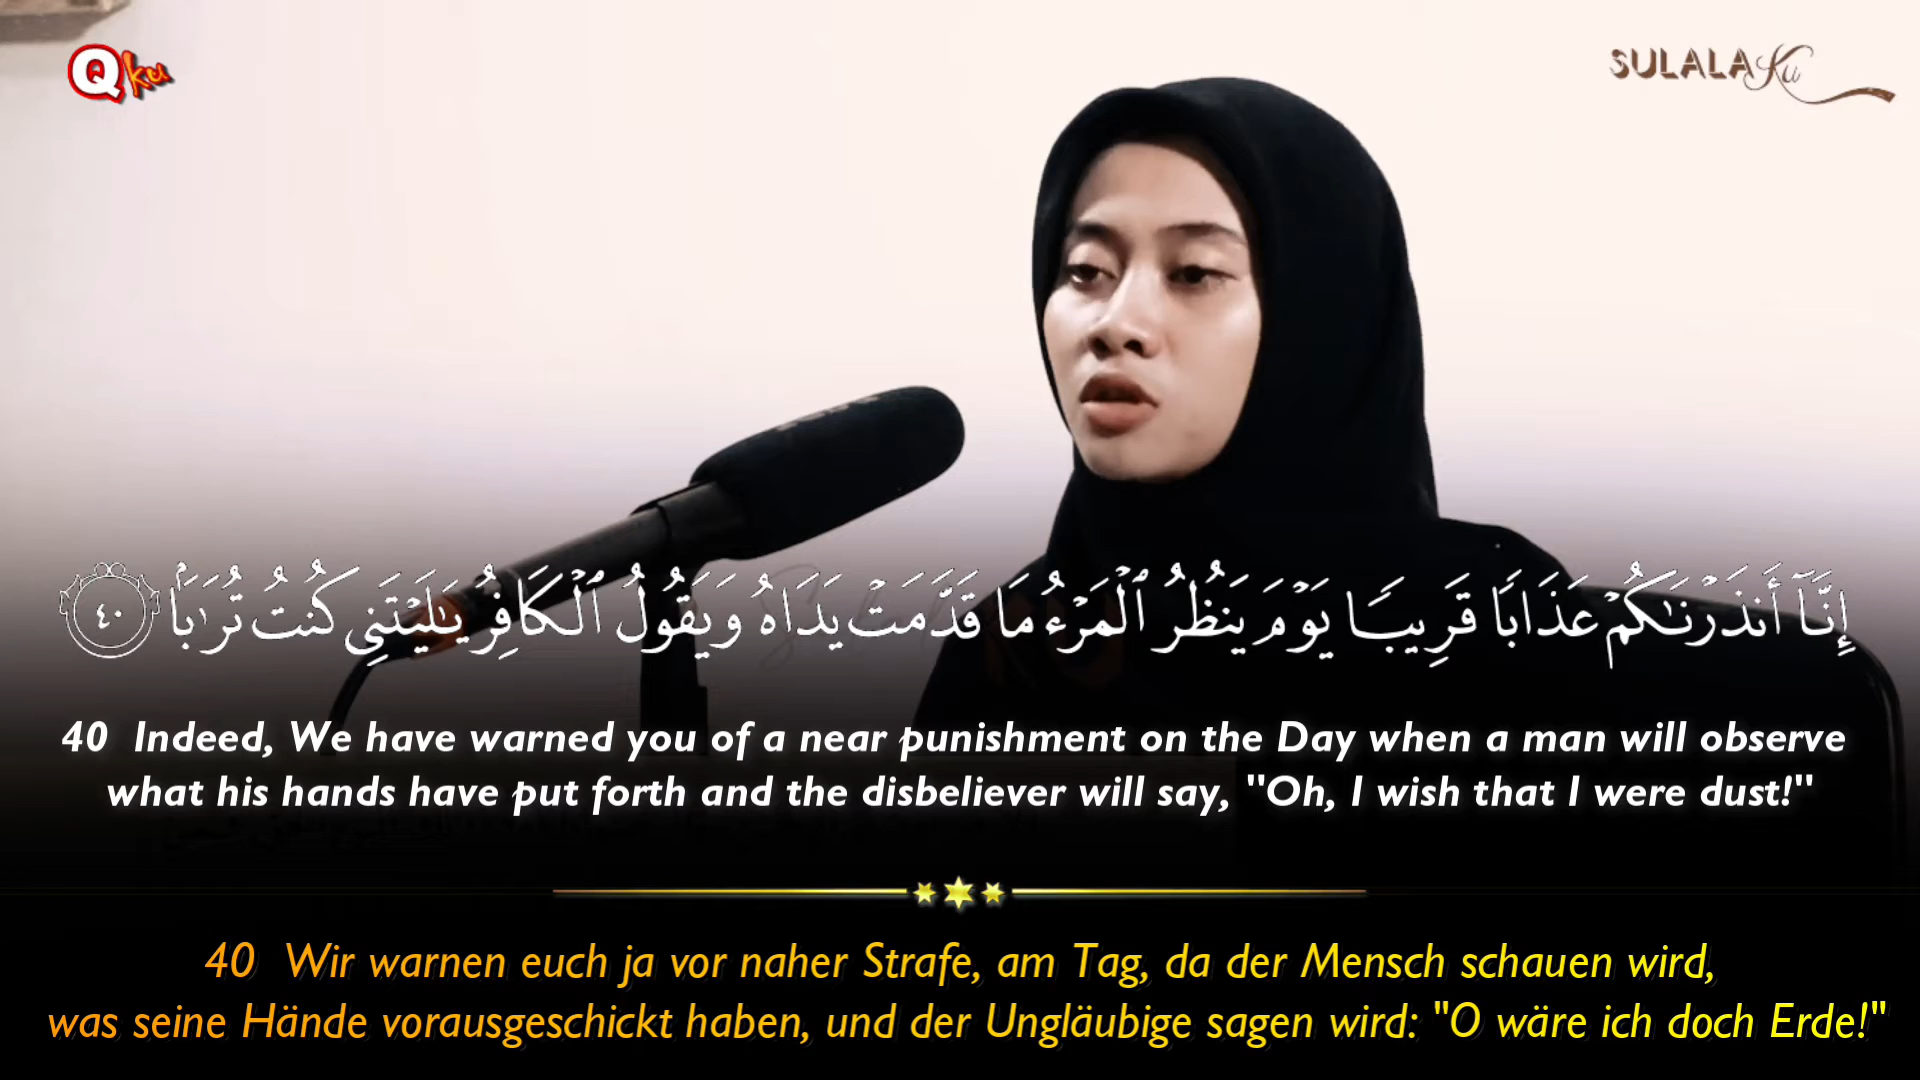 Qku
SULALAKu
إِنَّآ أَنذَرْنَٰكُمْ عَذَابًا قَرِيبًا يَوْمَ يَنظُرُ ٱلْمَرْءُ مَا قَدَّمَتْ يَدَاهُ وَيَقُولُ ٱلْكَافِرُ يَٰلَيْتَنِى كُنتُ تُرَٰبًۢا ٤٠
40 Indeed, We have warned you of a near punishment on the Day when a man will observe
what his hands have put forth and the disbeliever will say, "Oh, I wish that I were dust!"
40 Wir warnen euch ja vor naher Strafe, am Tag, da der Mensch schauen wird,
was seine Hände vorausgeschickt haben, und der Ungläubige sagen wird: "O wäre ich doch Erde!"